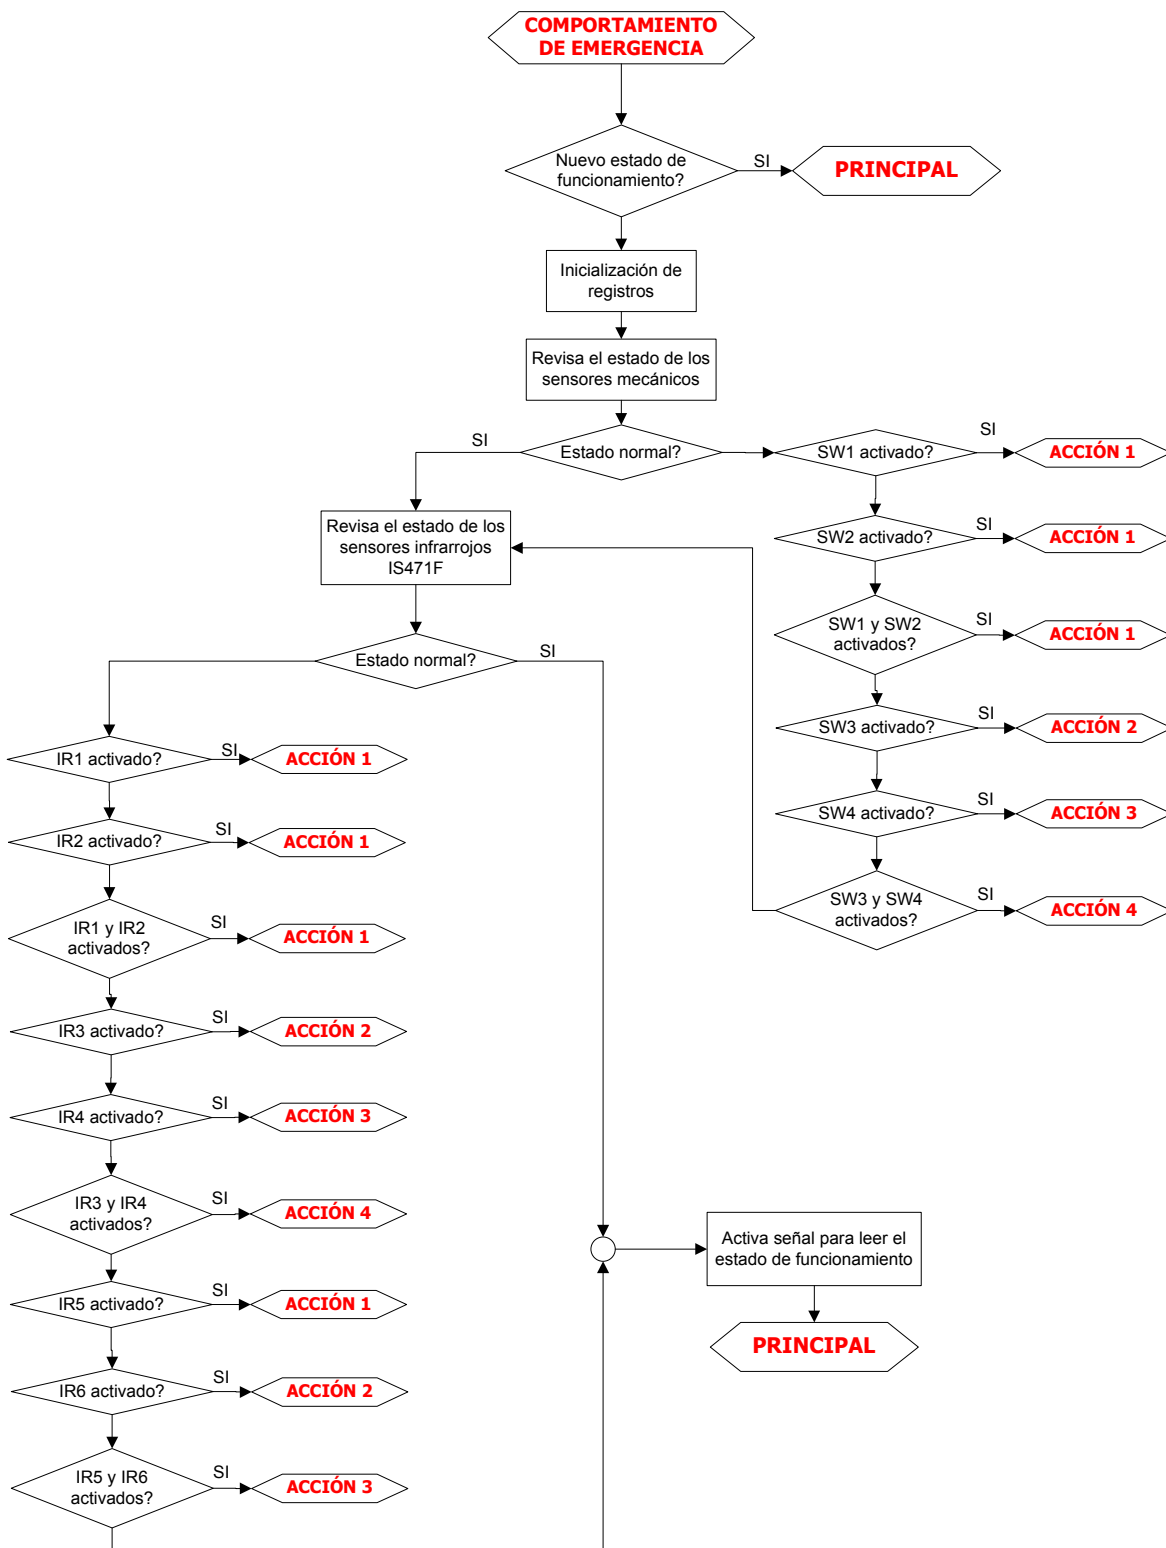 COMPORTAMIENTO
DE EMERGENCIA
Nuevo estado de
funcionamiento?
SI
PRINCIPAL
Inicialización de
registros
Revisa el estado de los
sensores mecánicos
Estado normal?
SI
SW1 activado?
SI
ACCIÓN 1
Revisa el estado de los
sensores infrarrojos
IS471F
SW2 activado?
SI
ACCIÓN 1
SW1 y SW2
activados?
SI
ACCIÓN 1
Estado normal?
SI
SW3 activado?
SI
ACCIÓN 2
IR1 activado?
SI
ACCIÓN 1
SW4 activado?
SI
ACCIÓN 3
IR2 activado?
SI
ACCIÓN 1
SW3 y SW4
activados?
SI
ACCIÓN 4
IR1 y IR2
activados?
SI
ACCIÓN 1
IR3 activado?
SI
ACCIÓN 2
IR4 activado?
SI
ACCIÓN 3
IR3 y IR4
activados?
SI
ACCIÓN 4
Activa señal para leer el
estado de funcionamiento
IR5 activado?
SI
ACCIÓN 1
PRINCIPAL
IR6 activado?
SI
ACCIÓN 2
IR5 y IR6
activados?
SI
ACCIÓN 3